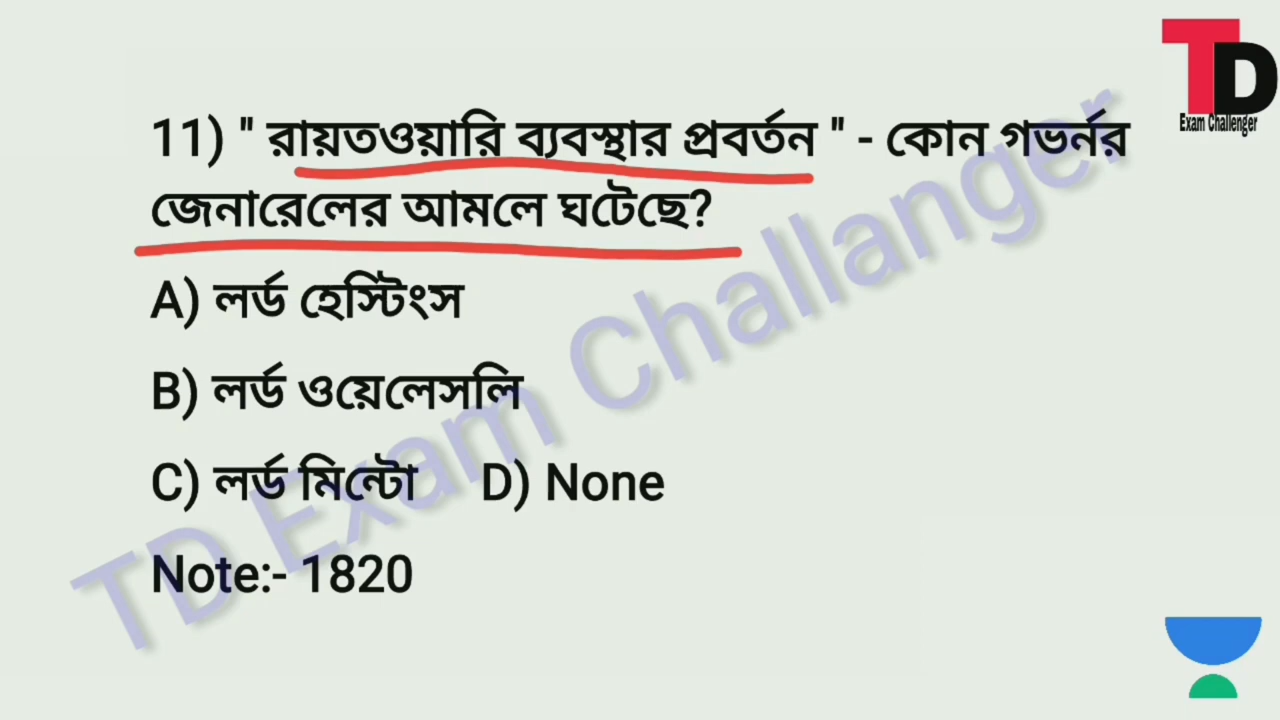 TD
Exam Challenger
11) " রায়তওয়ারি ব্যবস্থার প্রবর্তন " - কোন গভর্নর
জেনারেলের আমলে ঘটেছে?
A) লর্ড হেস্টিংস
B) লর্ড ওয়েলেসলি
C) লর্ড মিন্টো D) None
Note:- 1820
TD Exam Challanger